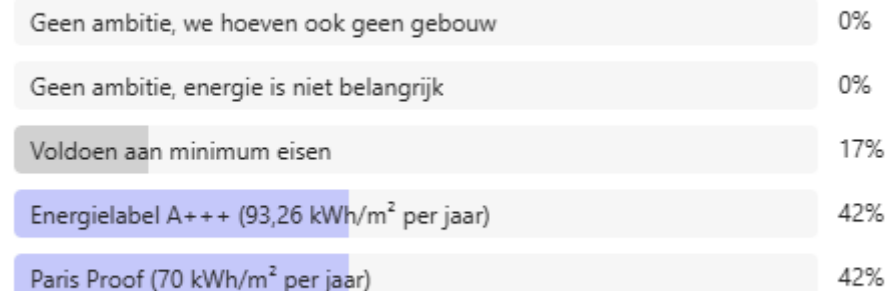 Geen ambitie, we hoeven ook geen gebouw 0%
Geen ambitie, energie is niet belangrijk 0%
Voldoen aan minimum eisen 17%
Energielabel A+++ (93,26 kWh/m² per jaar) 42%
Paris Proof (70 kWh/m² per jaar) 42%